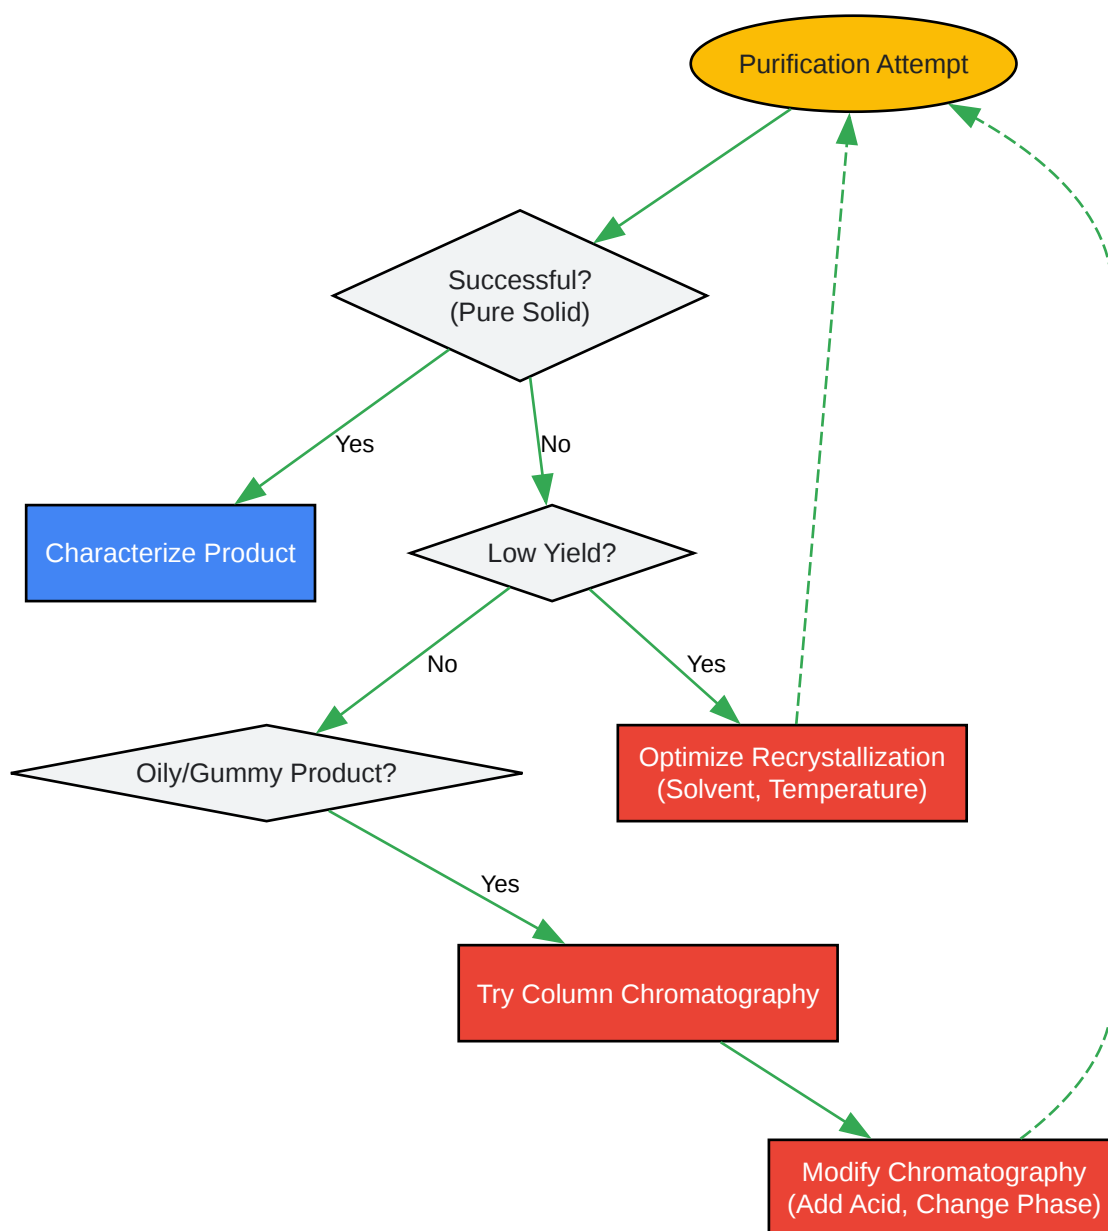 Purification Attempt
Successful?
(Pure Solid)
Yes
No
Characterize Product
Low Yield?
No
Yes
Oily/Gummy Product?
Optimize Recrystallization
(Solvent, Temperature)
Yes
Try Column Chromatography
Modify Chromatography
(Add Acid, Change Phase)